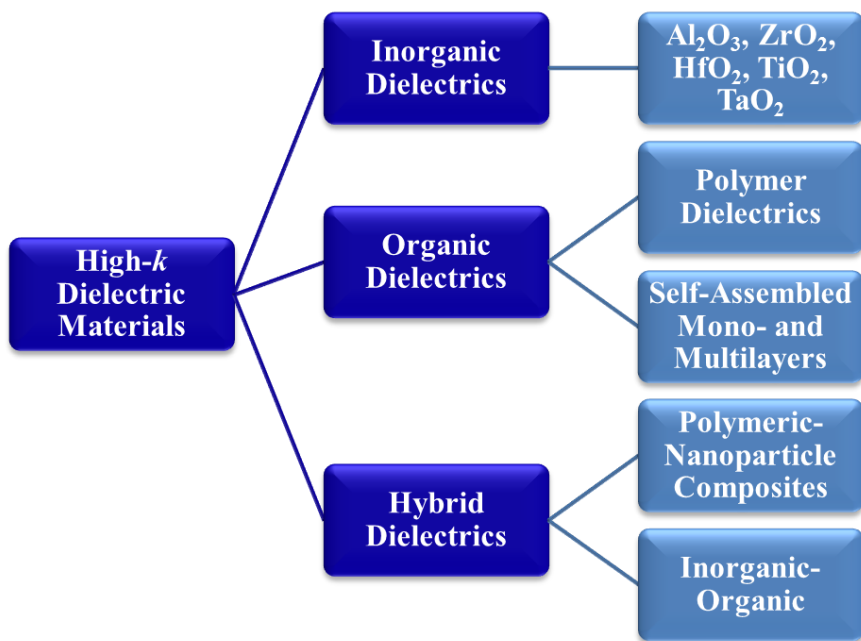 High-k
Dielectric
Materials
Inorganic
Dielectrics
Al₂O₃, ZrO₂,
HfO₂, TiO₂,
TaO₂
Organic
Dielectrics
Polymer
Dielectrics
Self-Assembled
Mono- and
Multilayers
Hybrid
Dielectrics
Polymeric-
Nanoparticle
Composites
Inorganic-
Organic